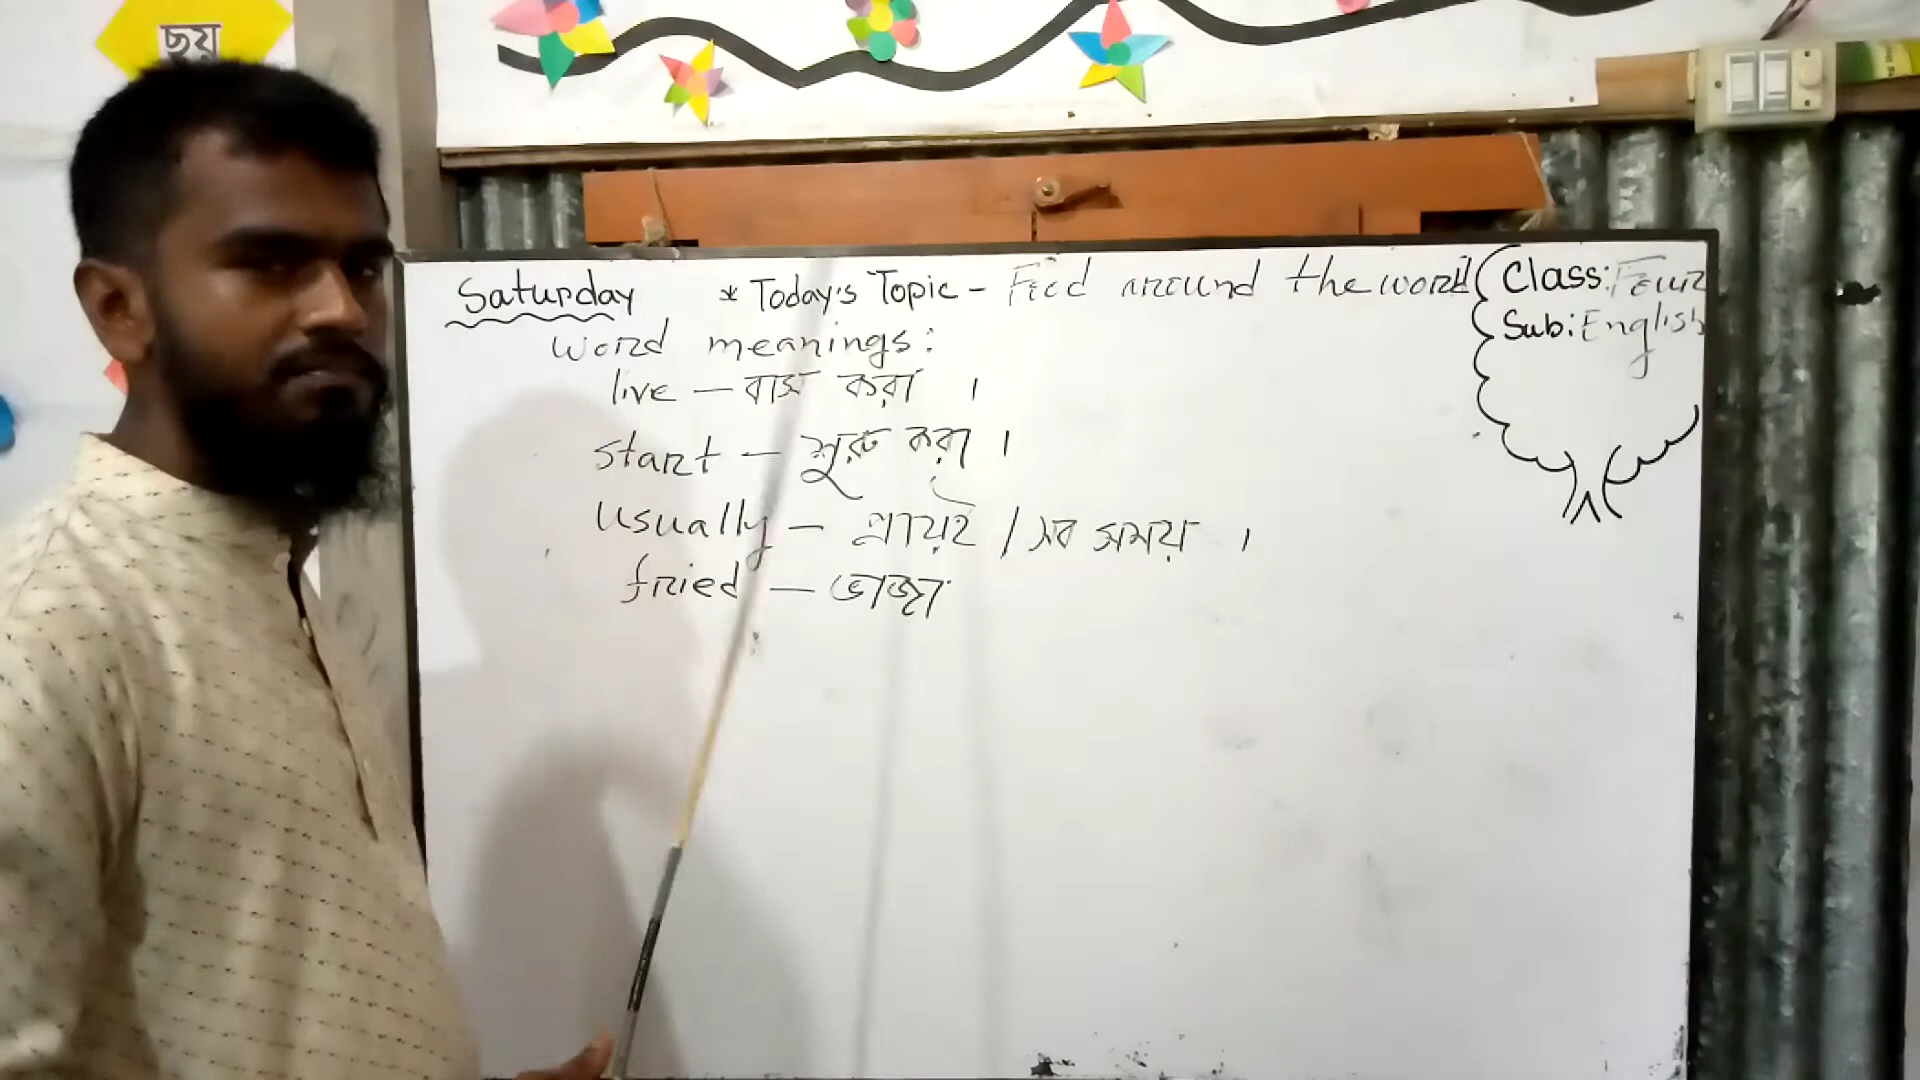 ছয়
Saturday * Today's Topic - Food around the word
Class: Four
Sub: English
word meanings:
live — বাস করা ।
start — শুরু করা ।
usually — প্রায়ই / সব সময় ।
fried — ভাজা